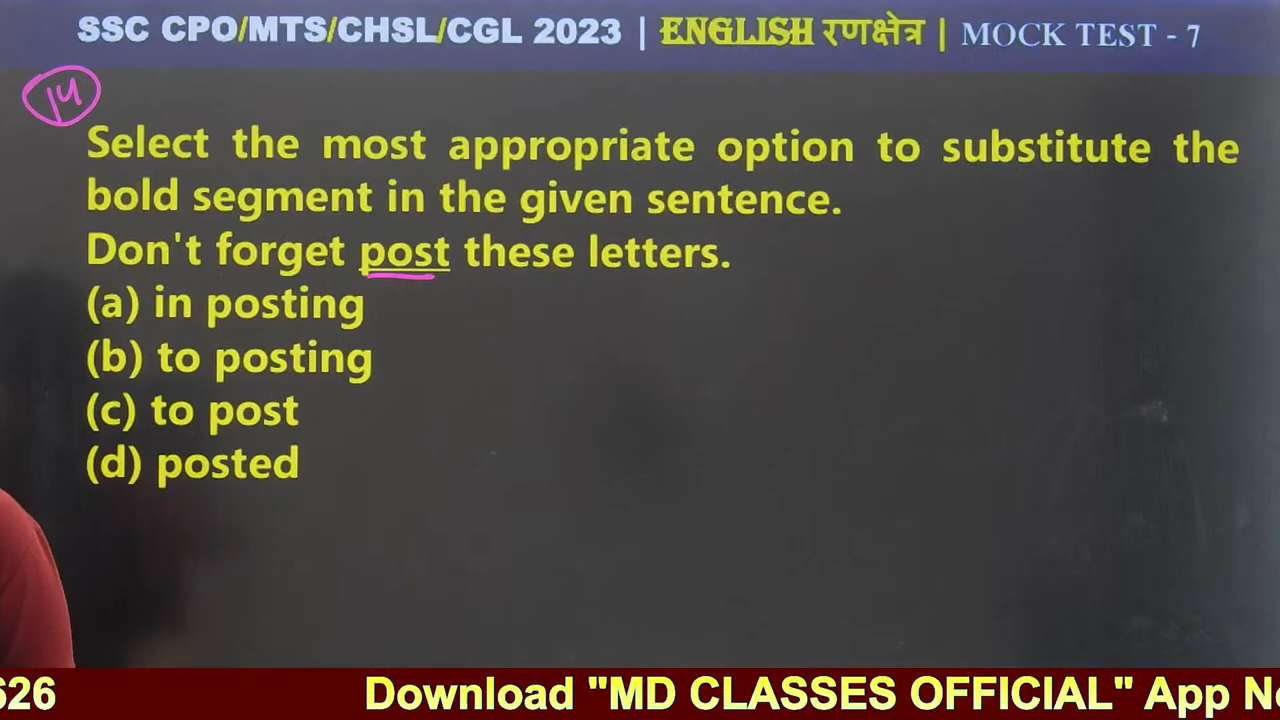 SSC CPO/MTS/CHSL/CGL 2023 | ENGLISH रणक्षेत्र | MOCK TEST - 7
14
Select the most appropriate option to substitute the
bold segment in the given sentence.
Don't forget post these letters.
(a) in posting
(b) to posting
(c) to post
(d) posted
626 Download "MD CLASSES OFFICIAL" App